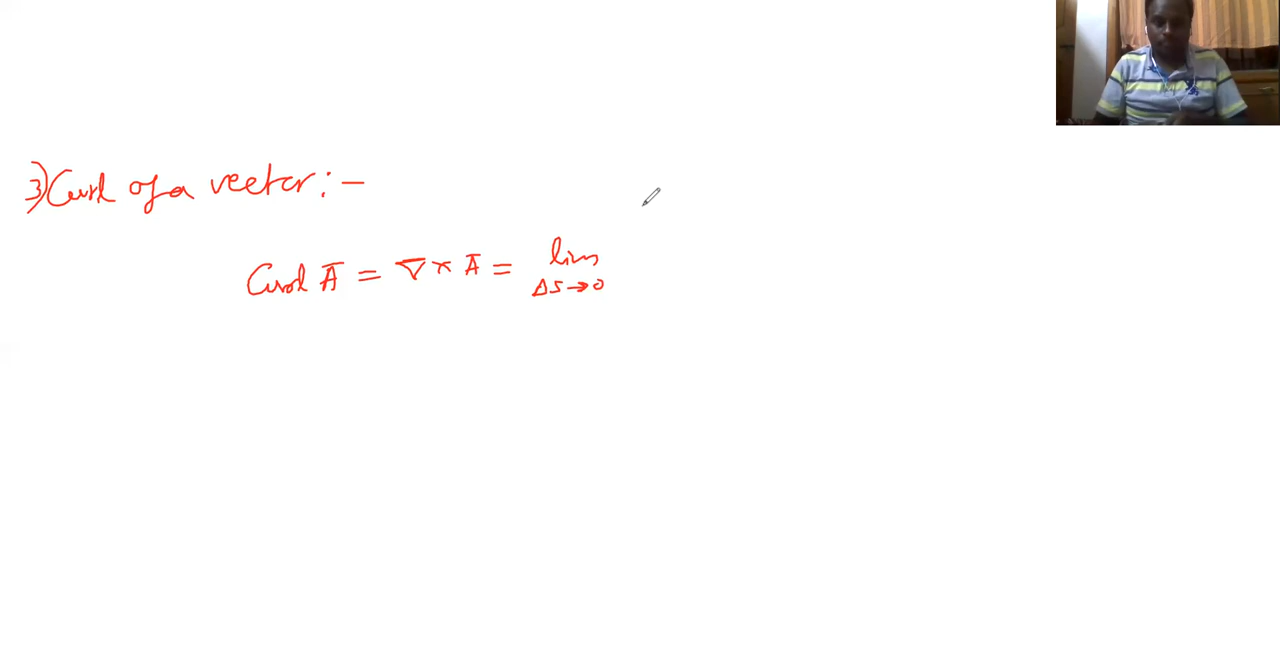 3) Curl of a vector :-
Curl Ā = ∇ × Ā = lim
ΔS→0